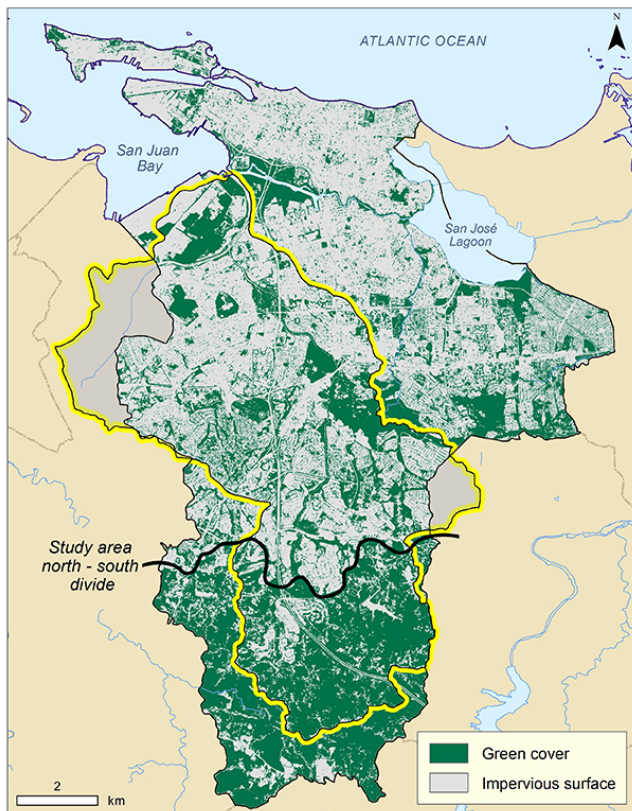 ATLANTIC OCEAN
N
San Juan
Bay
San José
Lagoon
Study area
north - south
divide
Green cover
Impervious surface
2
km